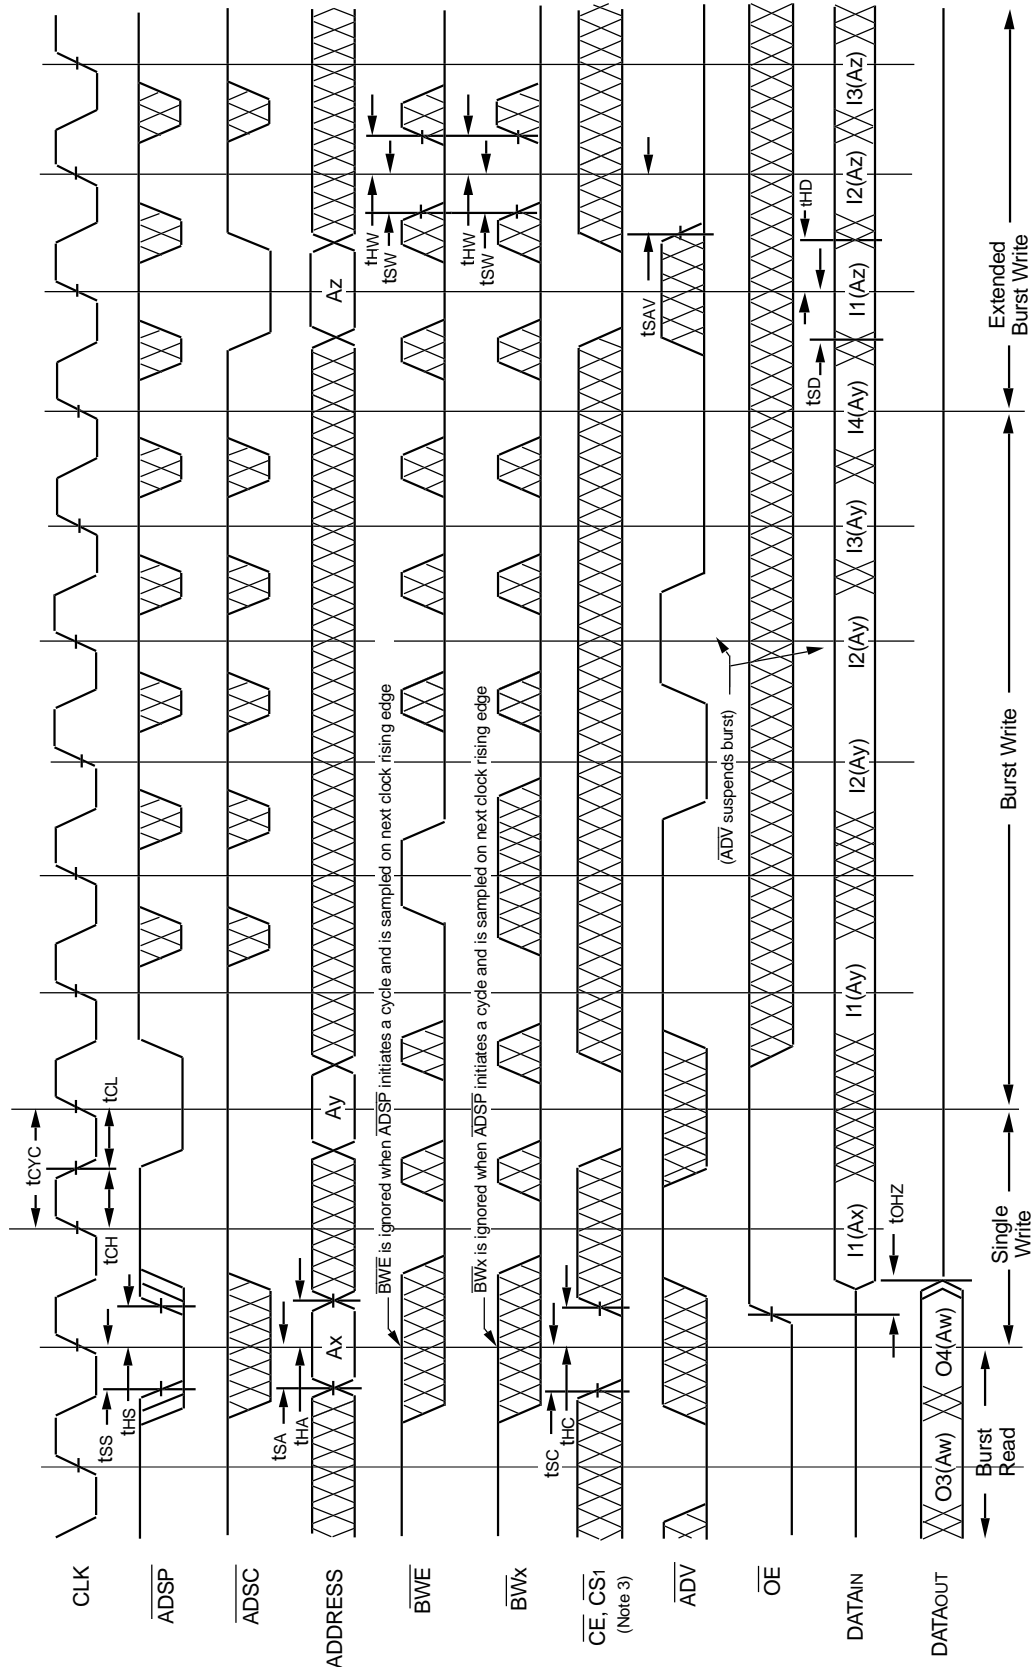 CLK
tCYC
tCH
tCL
ADSP
tSS
tHS
ADSC
ADDRESS
tSA
tHA
Ax
Ay
Az
BWE
BWE is ignored when ADSP initiates a cycle and is sampled on next clock rising edge
tHW
tSW
BWx
BWx is ignored when ADSP initiates a cycle and is sampled on next clock rising edge
tHW
tSW
CE, CS1
(Note 3)
tSC
tHC
ADV
tSAV
(ADV suspends burst)
OE
DATAIN
I1(Ax)
I1(Ay)
I2(Ay)
I2(Ay)
I3(Ay)
I4(Ay)
I1(Az)
I2(Az)
I3(Az)
tSD
tHD
tOHZ
DATAOUT
O3(Aw)
O4(Aw)
Burst
Read
Single
Write
Burst Write
Extended
Burst Write